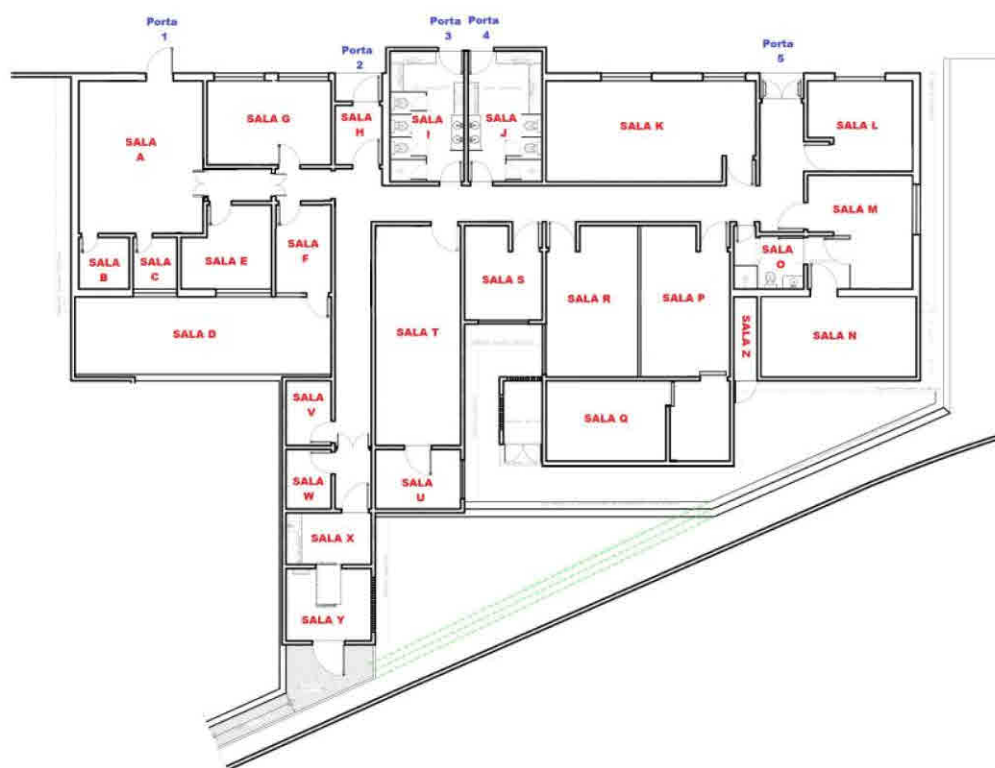 Porta
1
Porta
2
Porta
3
Porta
4
Porta
5
SALA
A
SALA G
SALA
H
SALA
I
SALA
J
SALA K
SALA L
SALA M
SALA
B
SALA
C
SALA E
SALA
F
SALA
O
SALA D
SALA T
SALA S
SALA R
SALA P
SALA Z
SALA N
SALA
V
SALA Q
SALA
W
SALA
U
SALA X
SALA Y